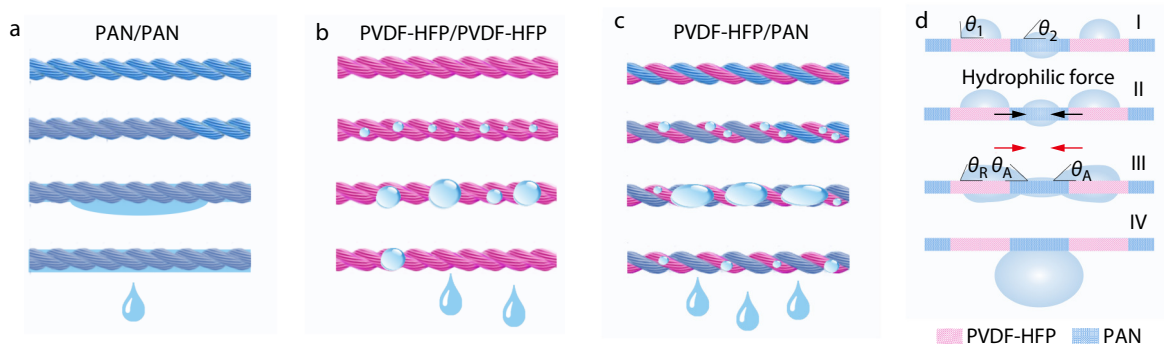 a
PAN/PAN
b
PVDF-HFP/PVDF-HFP
c
PVDF-HFP/PAN
d
θ1
θ2
I
Hydrophilic force
II
θR θA
θA
III
IV
PVDF-HFP
PAN